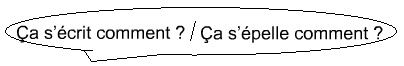 Ça s'écrit comment ? / Ça s'épelle comment ?